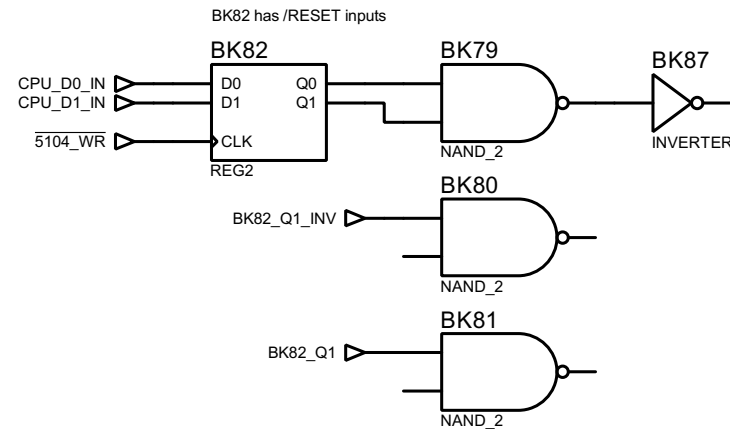 BK82 has /RESET inputs
BK82
BK79
BK87
CPU_D0_IN
D0
Q0
CPU_D1_IN
D1
Q1
5104_WR
CLK
REG2
NAND_2
INVERTER
BK80
BK82_Q1_INV
NAND_2
BK81
BK82_Q1
NAND_2